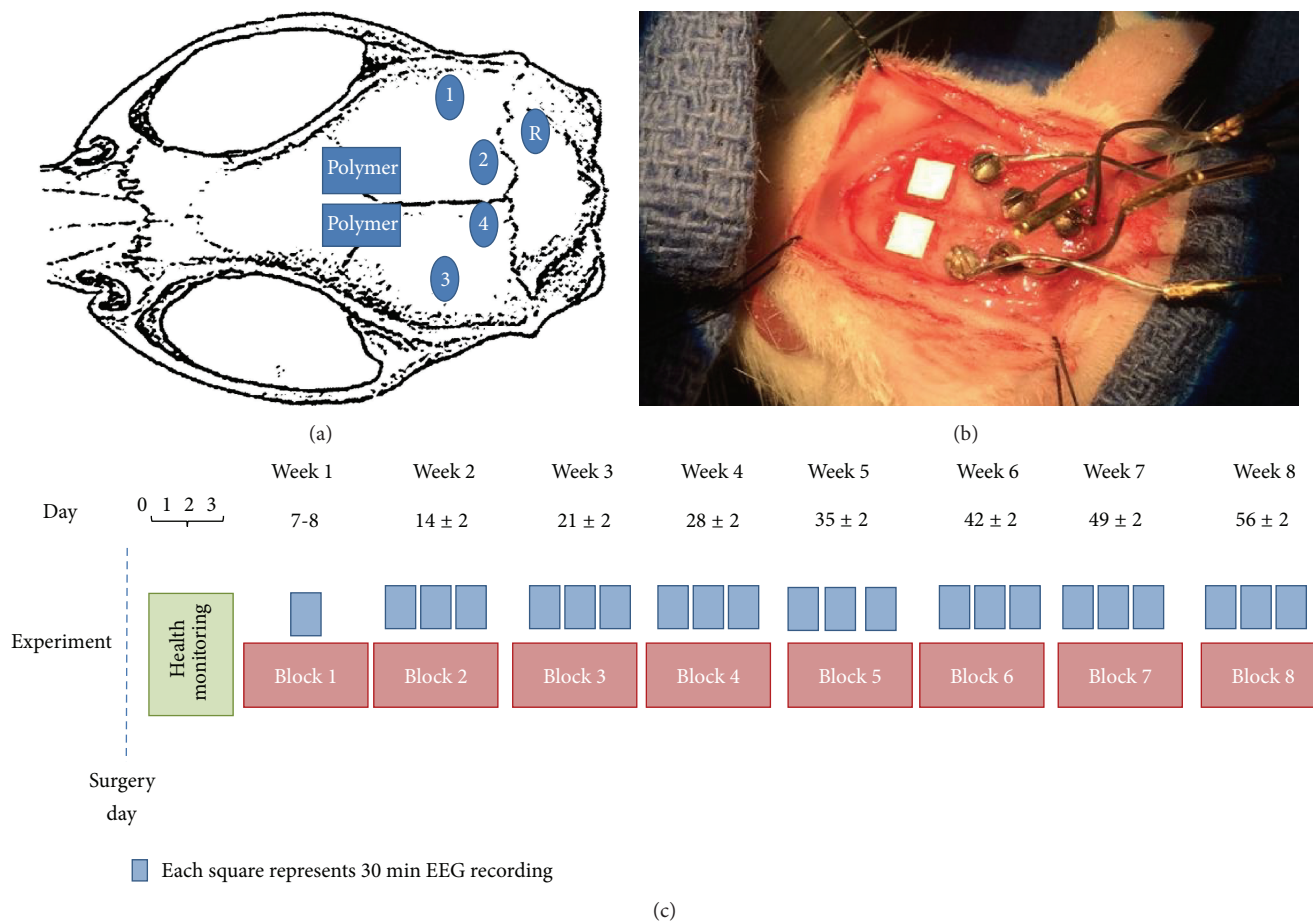 1
R
2
Polymer
Polymer
4
3
(a)
(b)
Week 1 Week 2 Week 3 Week 4 Week 5 Week 6 Week 7 Week 8
Day 0 1 2 3 7-8 14 ± 2 21 ± 2 28 ± 2 35 ± 2 42 ± 2 49 ± 2 56 ± 2
Experiment
Health
monitoring
Block 1 Block 2 Block 3 Block 4 Block 5 Block 6 Block 7 Block 8
Surgery
day
Each square represents 30 min EEG recording
(c)